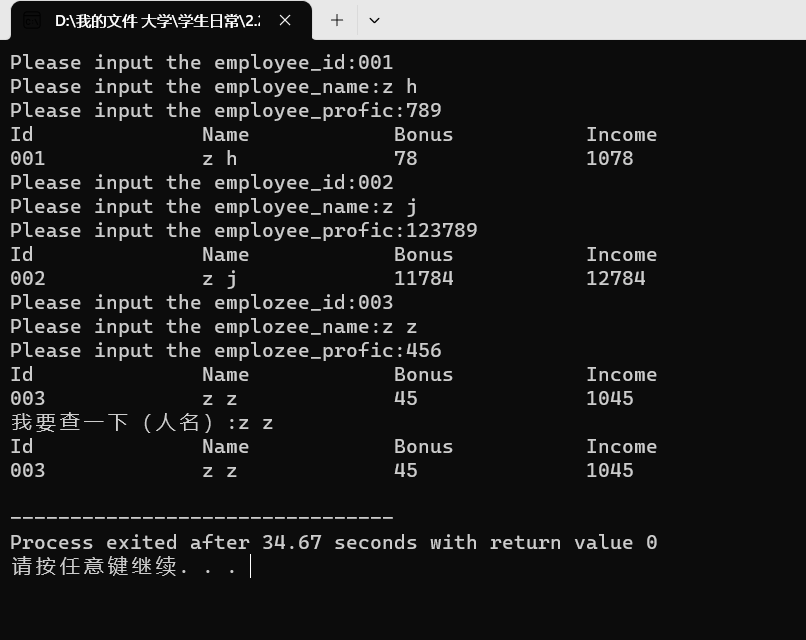 D:\我的文件 大学\学生日常\2.2
Please input the employee_id:001
Please input the employee_name:z h
Please input the employee_profic:789
Id Name Bonus Income
001 z h 78 1078
Please input the employee_id:002
Please input the employee_name:z j
Please input the employee_profic:123789
Id Name Bonus Income
002 z j 11784 12784
Please input the emplozee_id:003
Please input the emplozee_name:z z
Please input the emplozee_profic:456
Id Name Bonus Income
003 z z 45 1045
我要查一下（人名）:z z
Id Name Bonus Income
003 z z 45 1045
--------------------------------
Process exited after 34.67 seconds with return value 0
请按任意键继续. . .